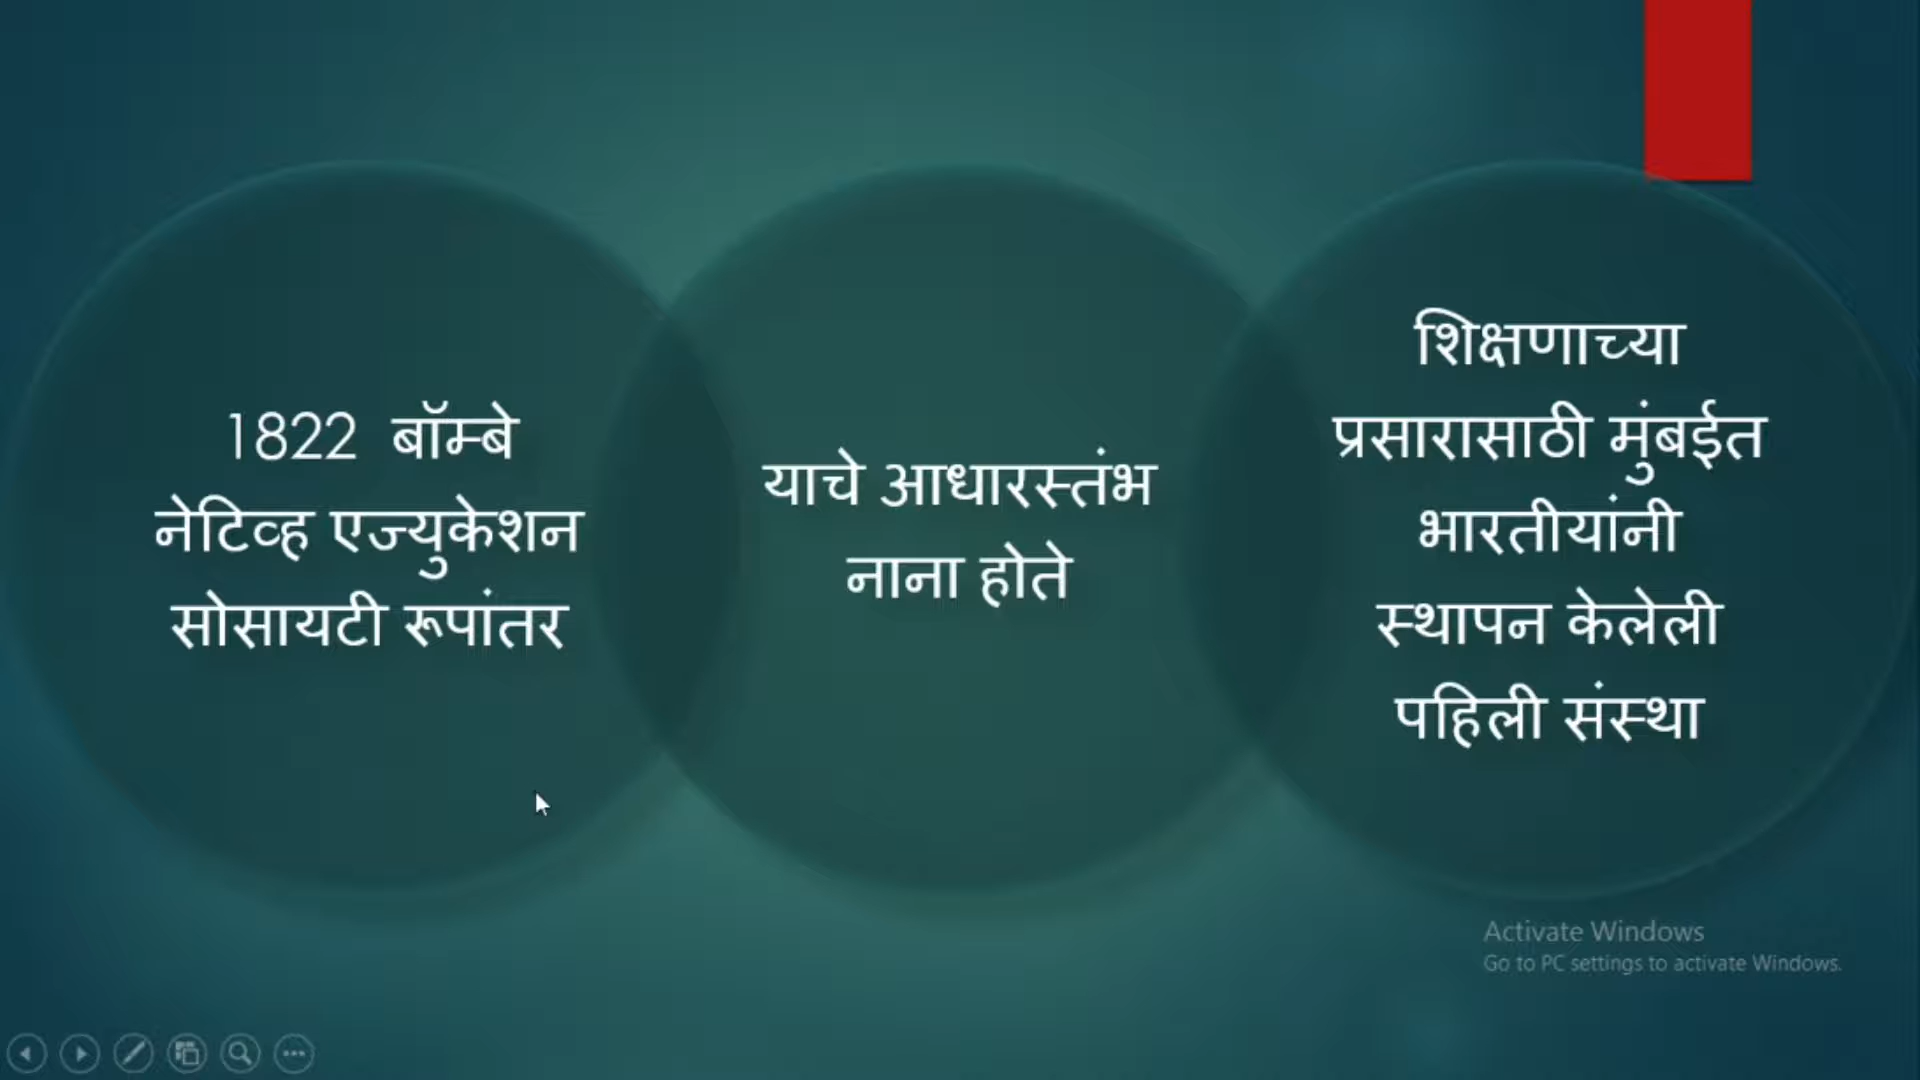 1822 बॉम्बे
नेटिव्ह एज्युकेशन
सोसायटी रूपांतर
याचे आधारस्तंभ
नाना होते
शिक्षणाच्या
प्रसारासाठी मुंबईत
भारतीयांनी
स्थापन केलेली
पहिली संस्था
Activate Windows
Go to PC settings to activate Windows.